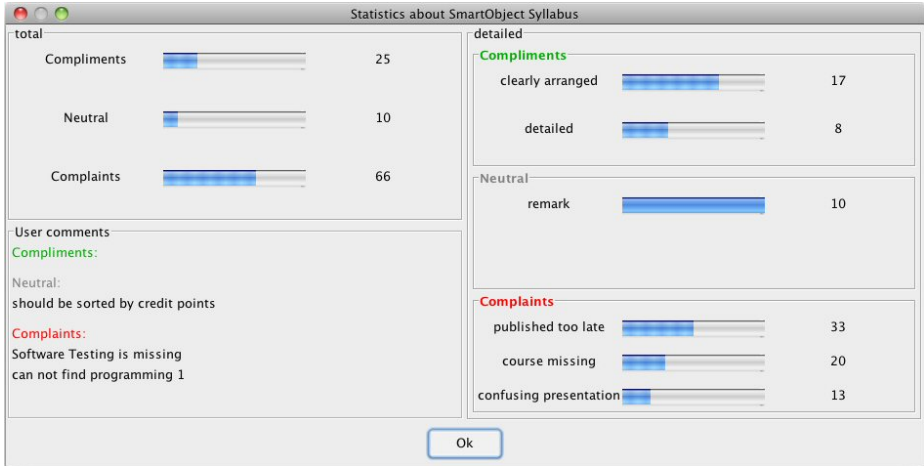 Statistics about SmartObject Syllabus
total
Compliments 25
Neutral 10
Complaints 66
User comments
Compliments:
Neutral:
should be sorted by credit points
Complaints:
Software Testing is missing
can not find programming 1
detailed
Compliments
clearly arranged 17
detailed 8
Neutral
remark 10
Complaints
published too late 33
course missing 20
confusing presentation 13
Ok